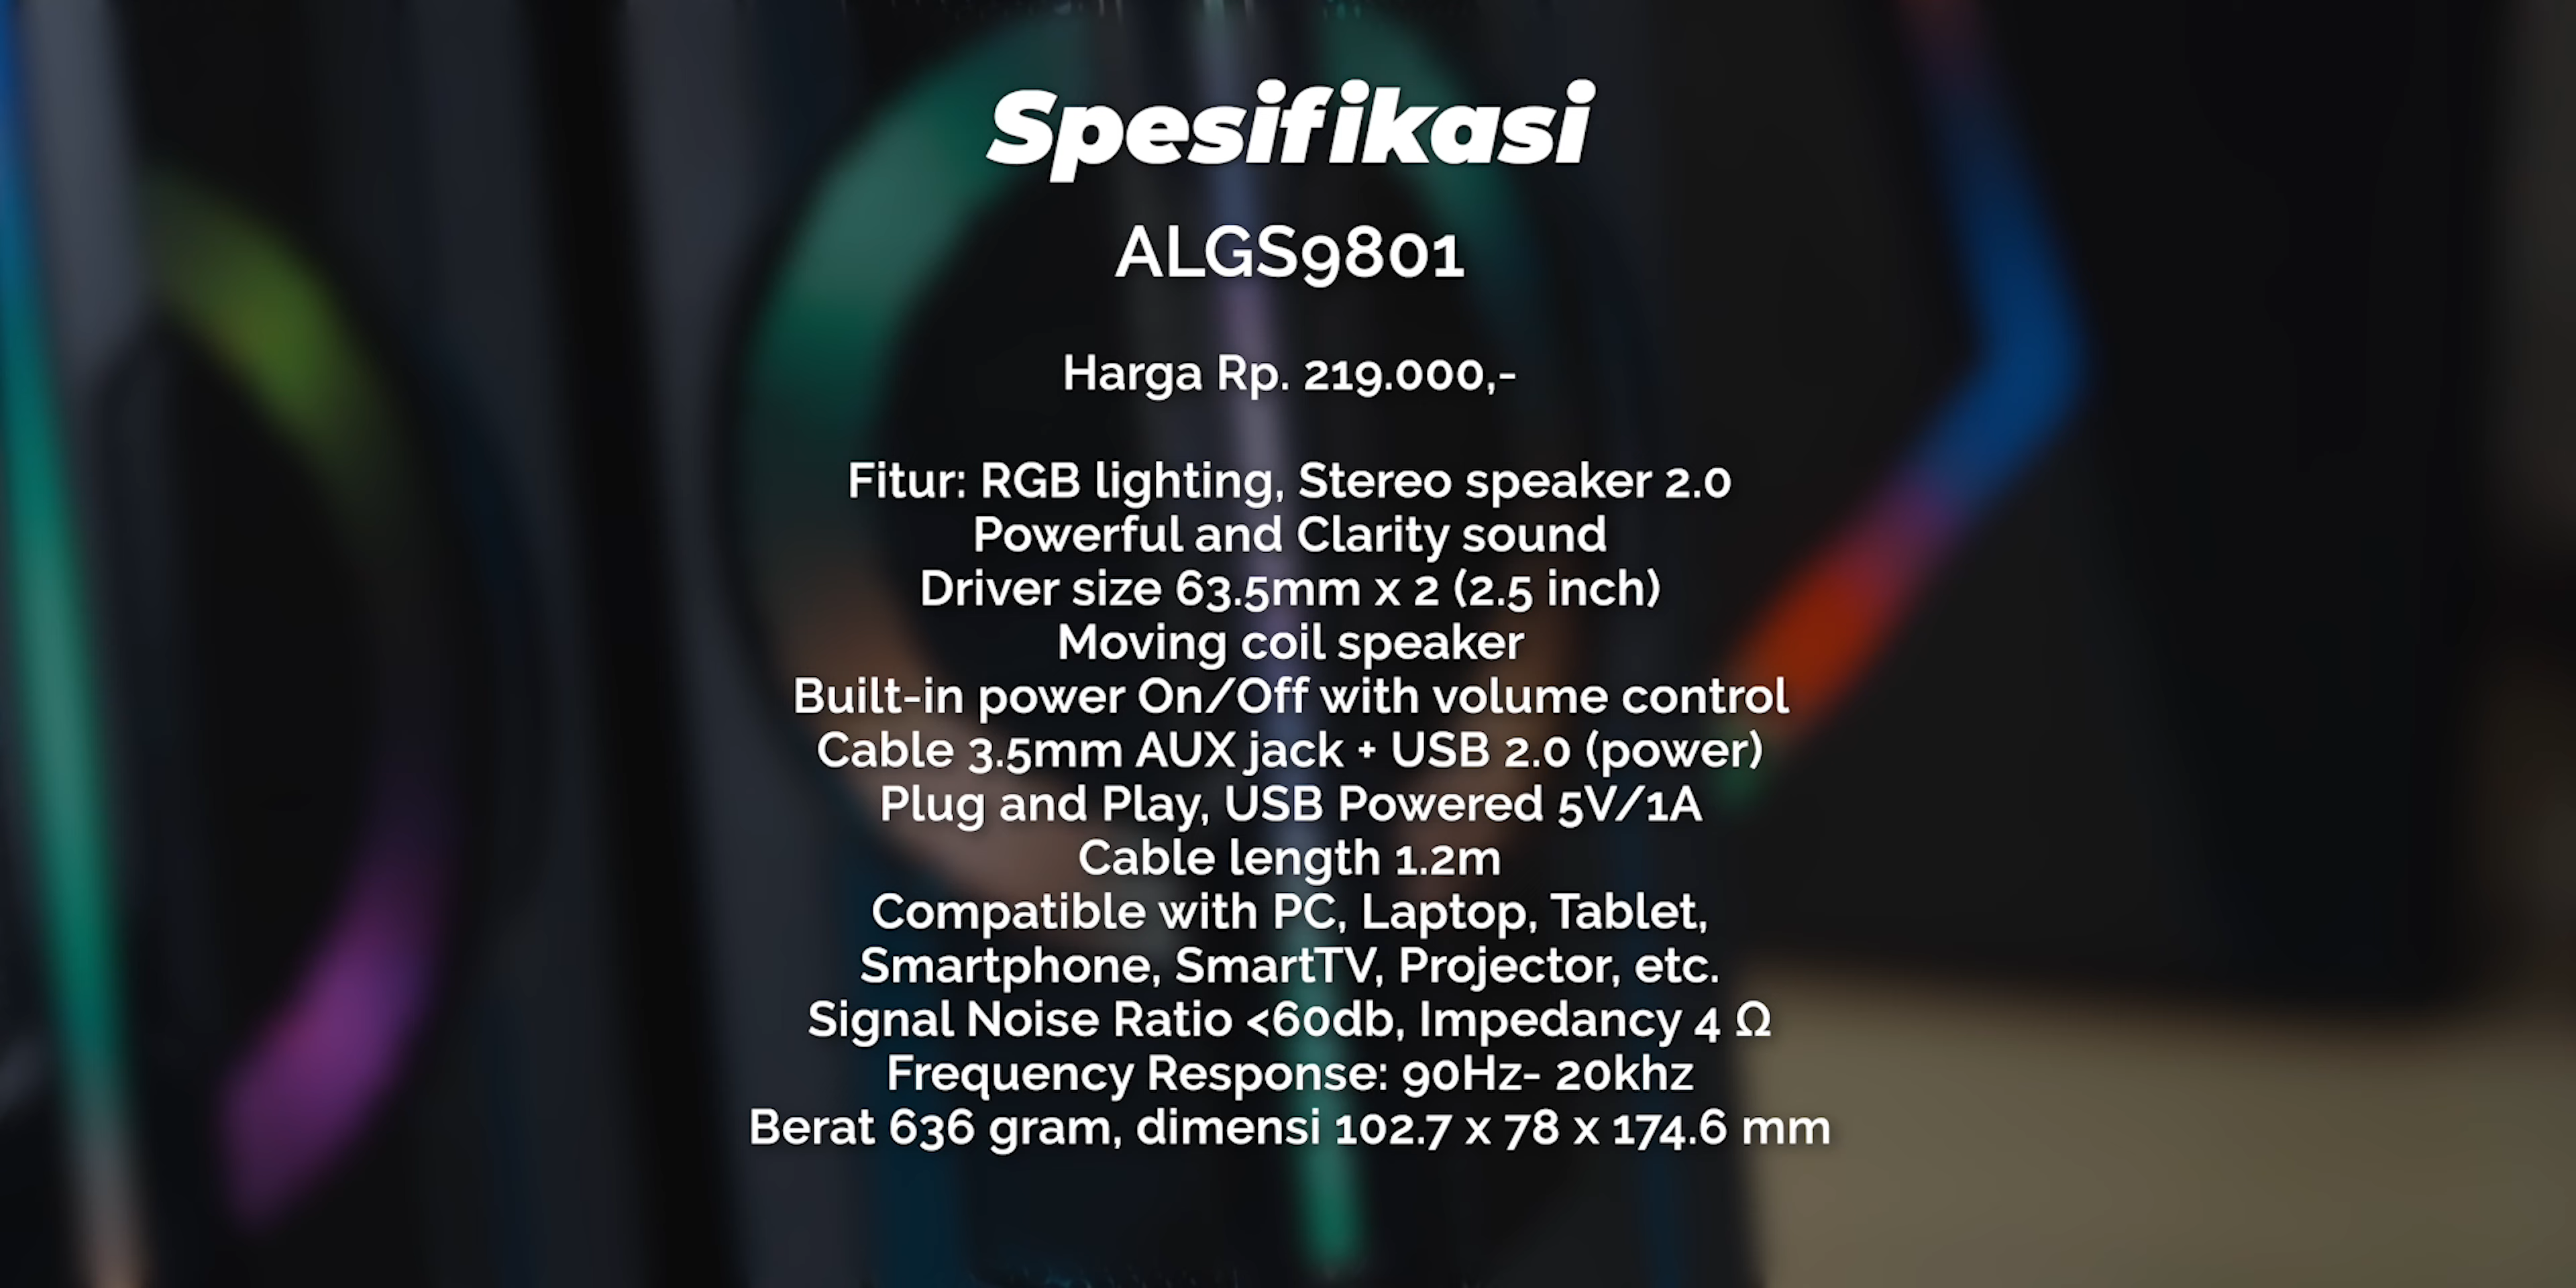 Spesifikasi
ALGS9801
Harga Rp. 219.000,-
Fitur: RGB lighting, Stereo speaker 2.0
Powerful and Clarity sound
Driver size 63.5mm x 2 (2.5 inch)
Moving coil speaker
Built-in power On/Off with volume control
Cable 3.5mm AUX jack + USB 2.0 (power)
Plug and Play, USB Powered 5V/1A
Cable length 1.2m
Compatible with PC, Laptop, Tablet,
Smartphone, SmartTV, Projector, etc.
Signal Noise Ratio <60db, Impedancy 4 Ω
Frequency Response: 90Hz- 20khz
Berat 636 gram, dimensi 102.7 x 78 x 174.6 mm